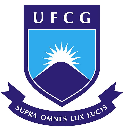 UFCG
SUPRA OMNES LUX LUCES